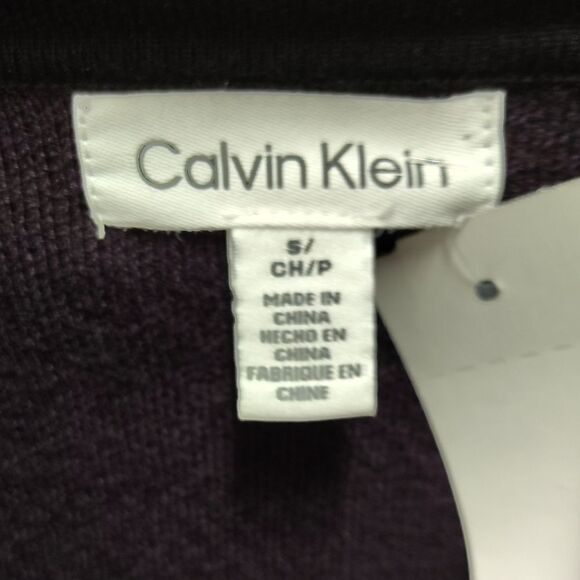 Calvin Klein
S/
CH/P
MADE IN
CHINA
HECHO EN
CHINA
FABRIQUE EN
CHINE